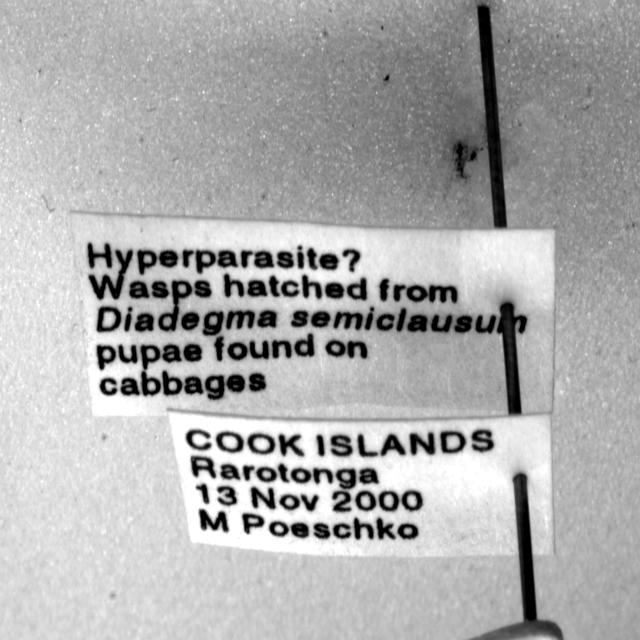 Hyperparasite?
Wasps hatched from
Diadegma semiclausum
pupae found on
cabbages
COOK ISLANDS
Rarotonga
13 Nov 2000
M Poeschko